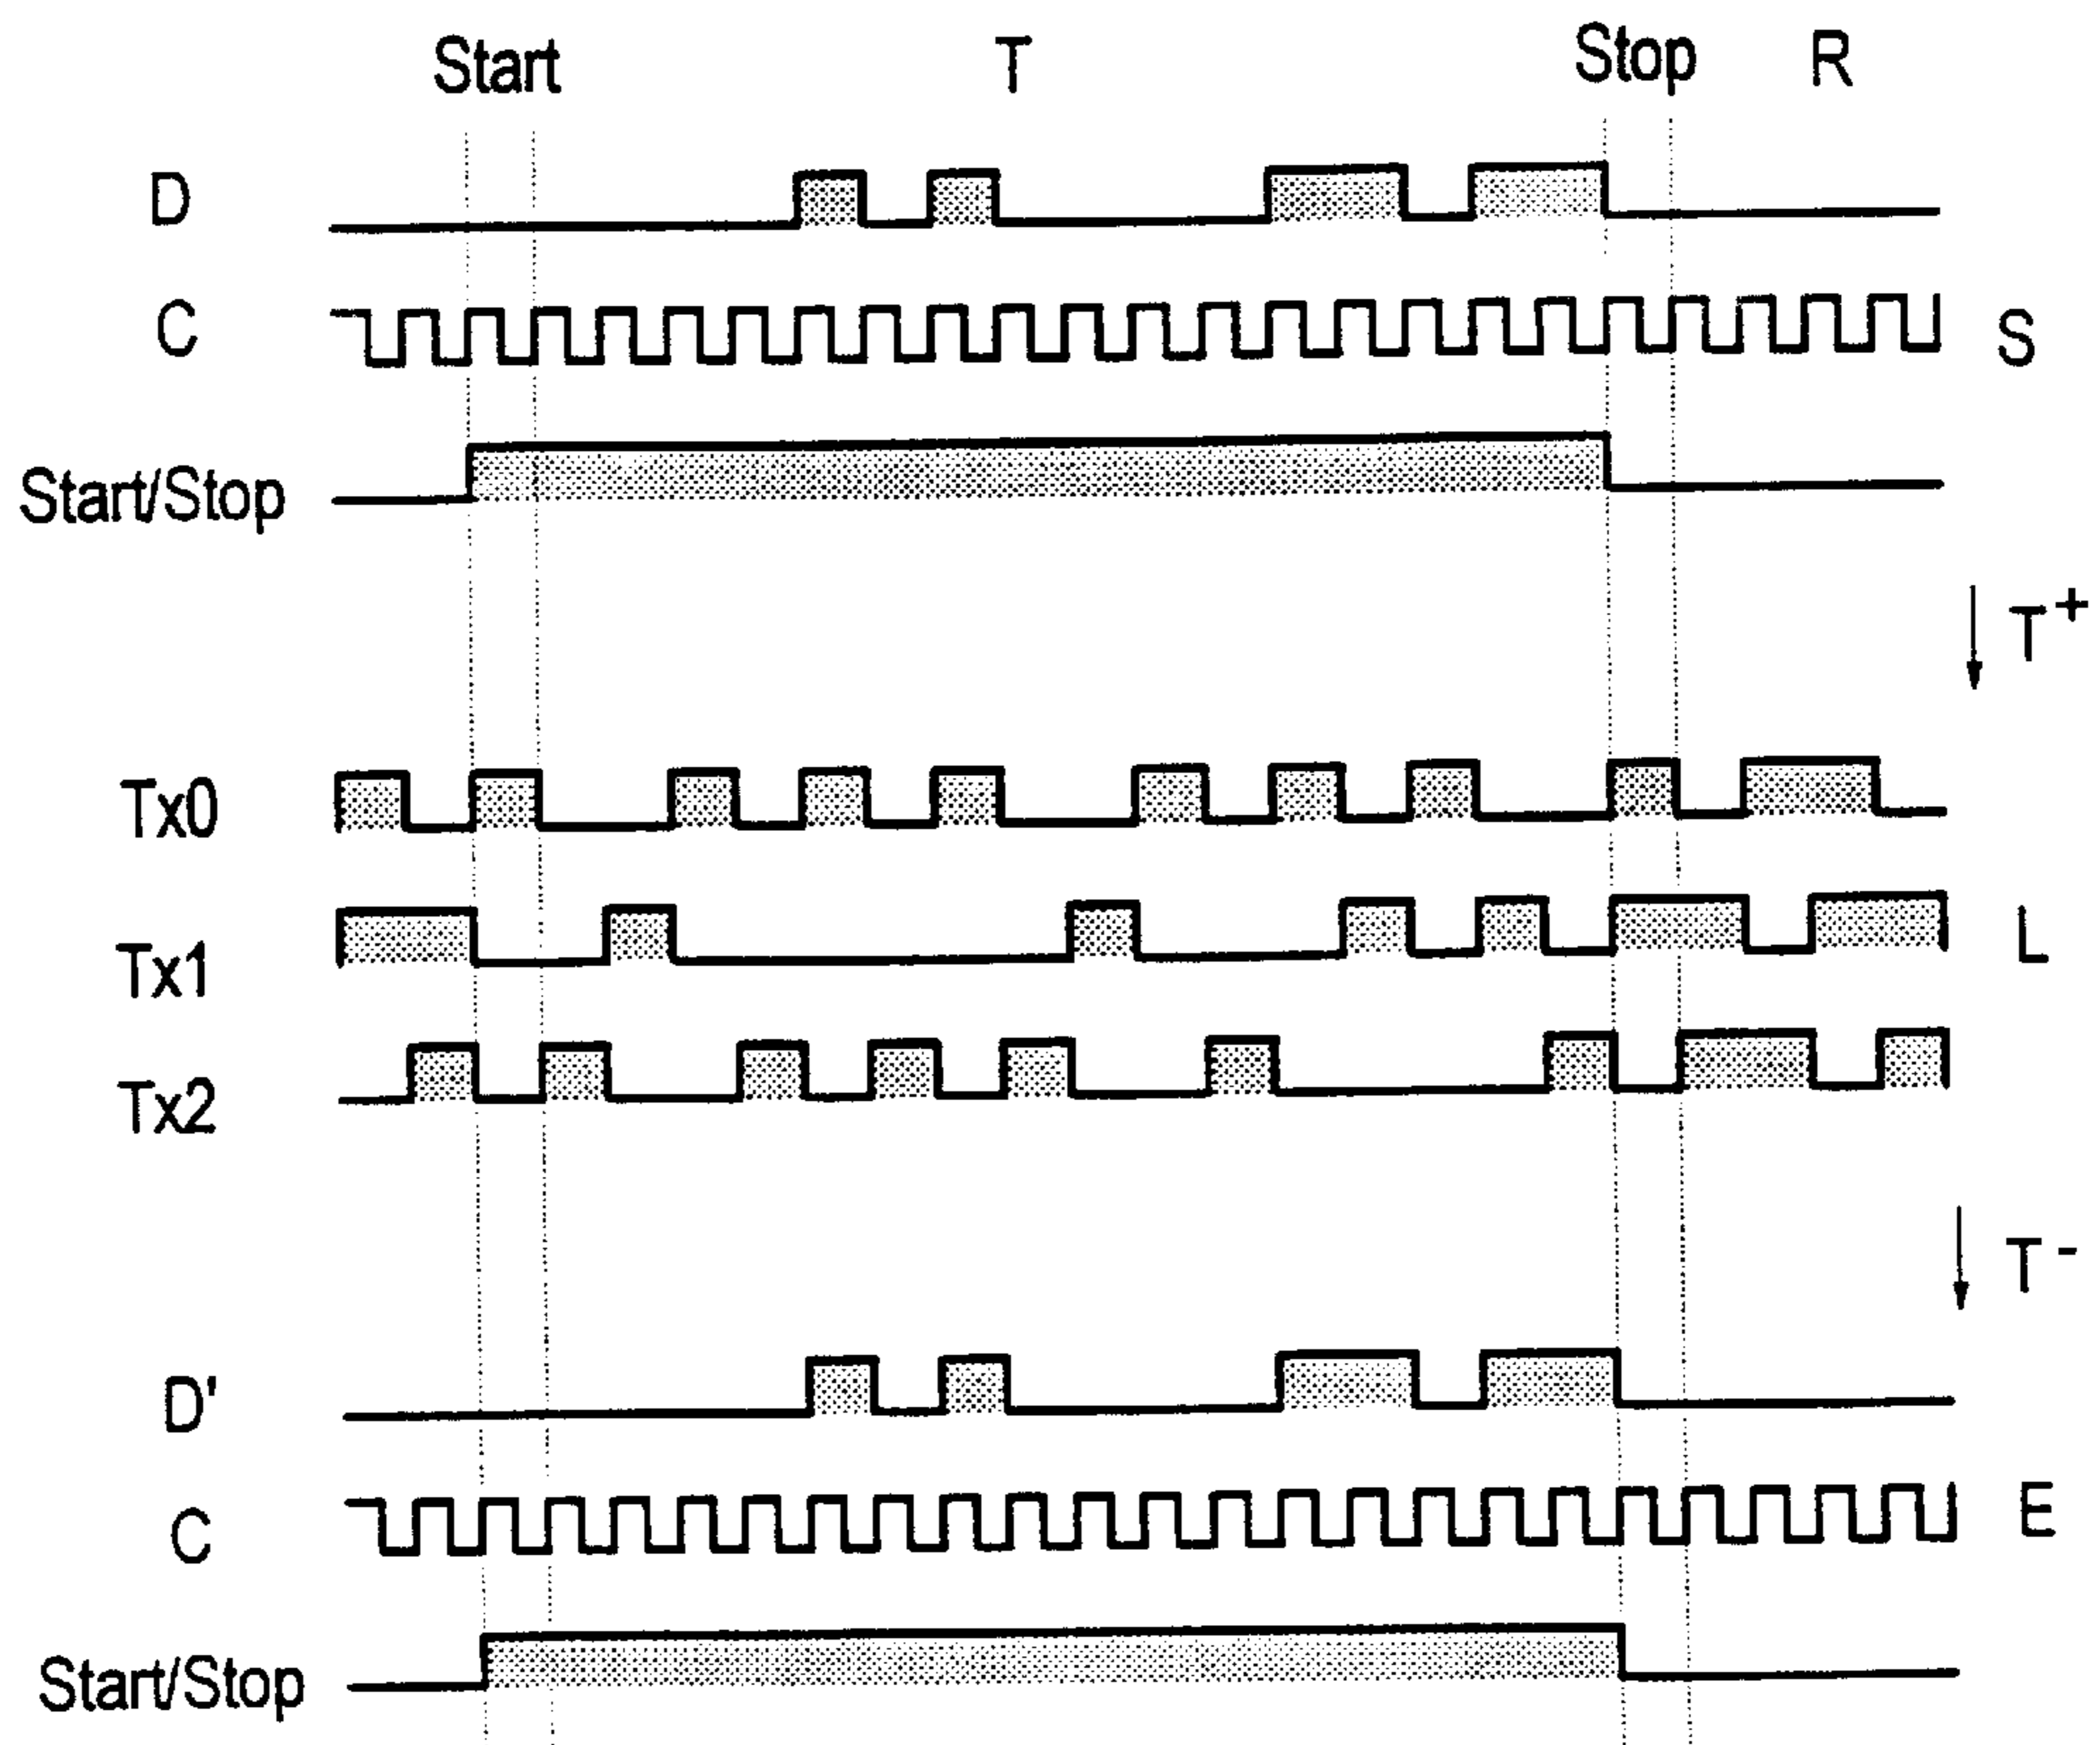 Start T Stop R
D
C S
Start/Stop
T+
Tx0
Tx1 L
Tx2
T-
D'
C E
Start/Stop